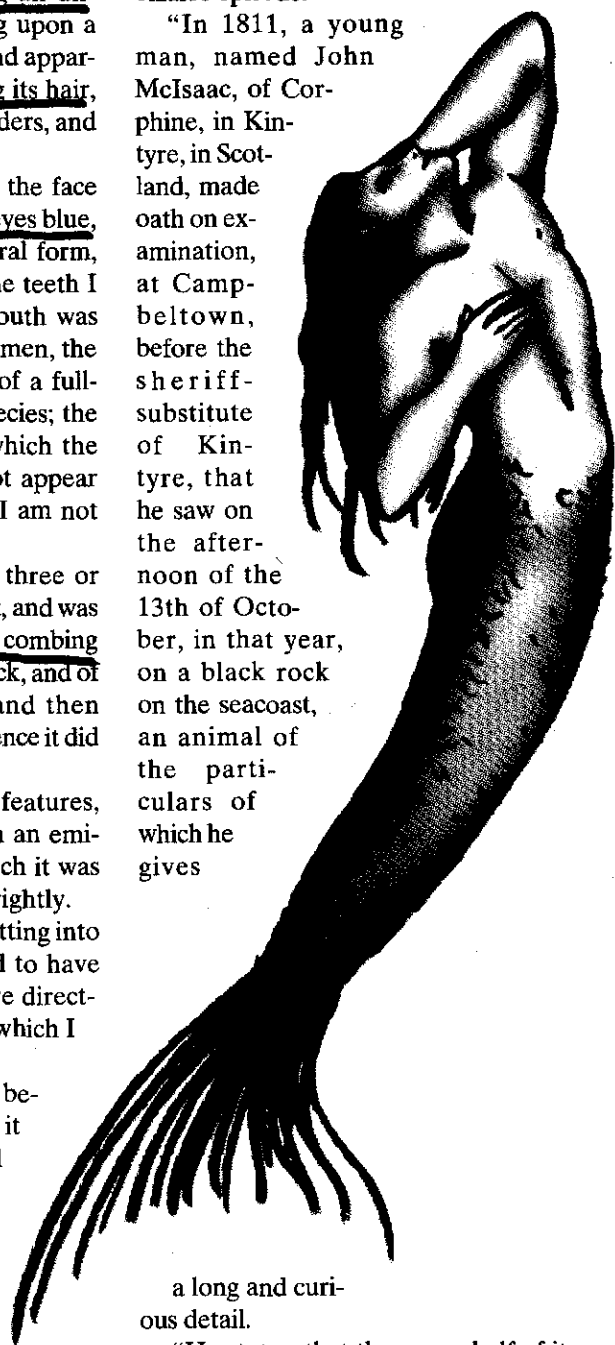 upon a
nd appar-
its hair,
ders, and
the face
eyes blue,
ral form,
e teeth I
outh was
men, the
of a full-
ecies; the
which the
ot appear
I am not
three or
, and was
combing
ck, and of
and then
ence it did
features,
an emi-
ch it was
rightly.
tting into
d to have
e direct-
which I
be-
it
“In 1811, a young
man, named John
McIsaac, of Cor-
phine, in Kin-
tyre, in Scot-
land, made
oath on ex-
amination,
at Camp-
beltown,
before the
sheriff-
substitute
of Kin-
tyre, that
he saw on
the after-
noon of the
13th of Octo-
ber, in that year,
on a black rock
on the seacoast,
an animal of
the parti-
culars of
which he
gives
a long and curi-
ous detail.